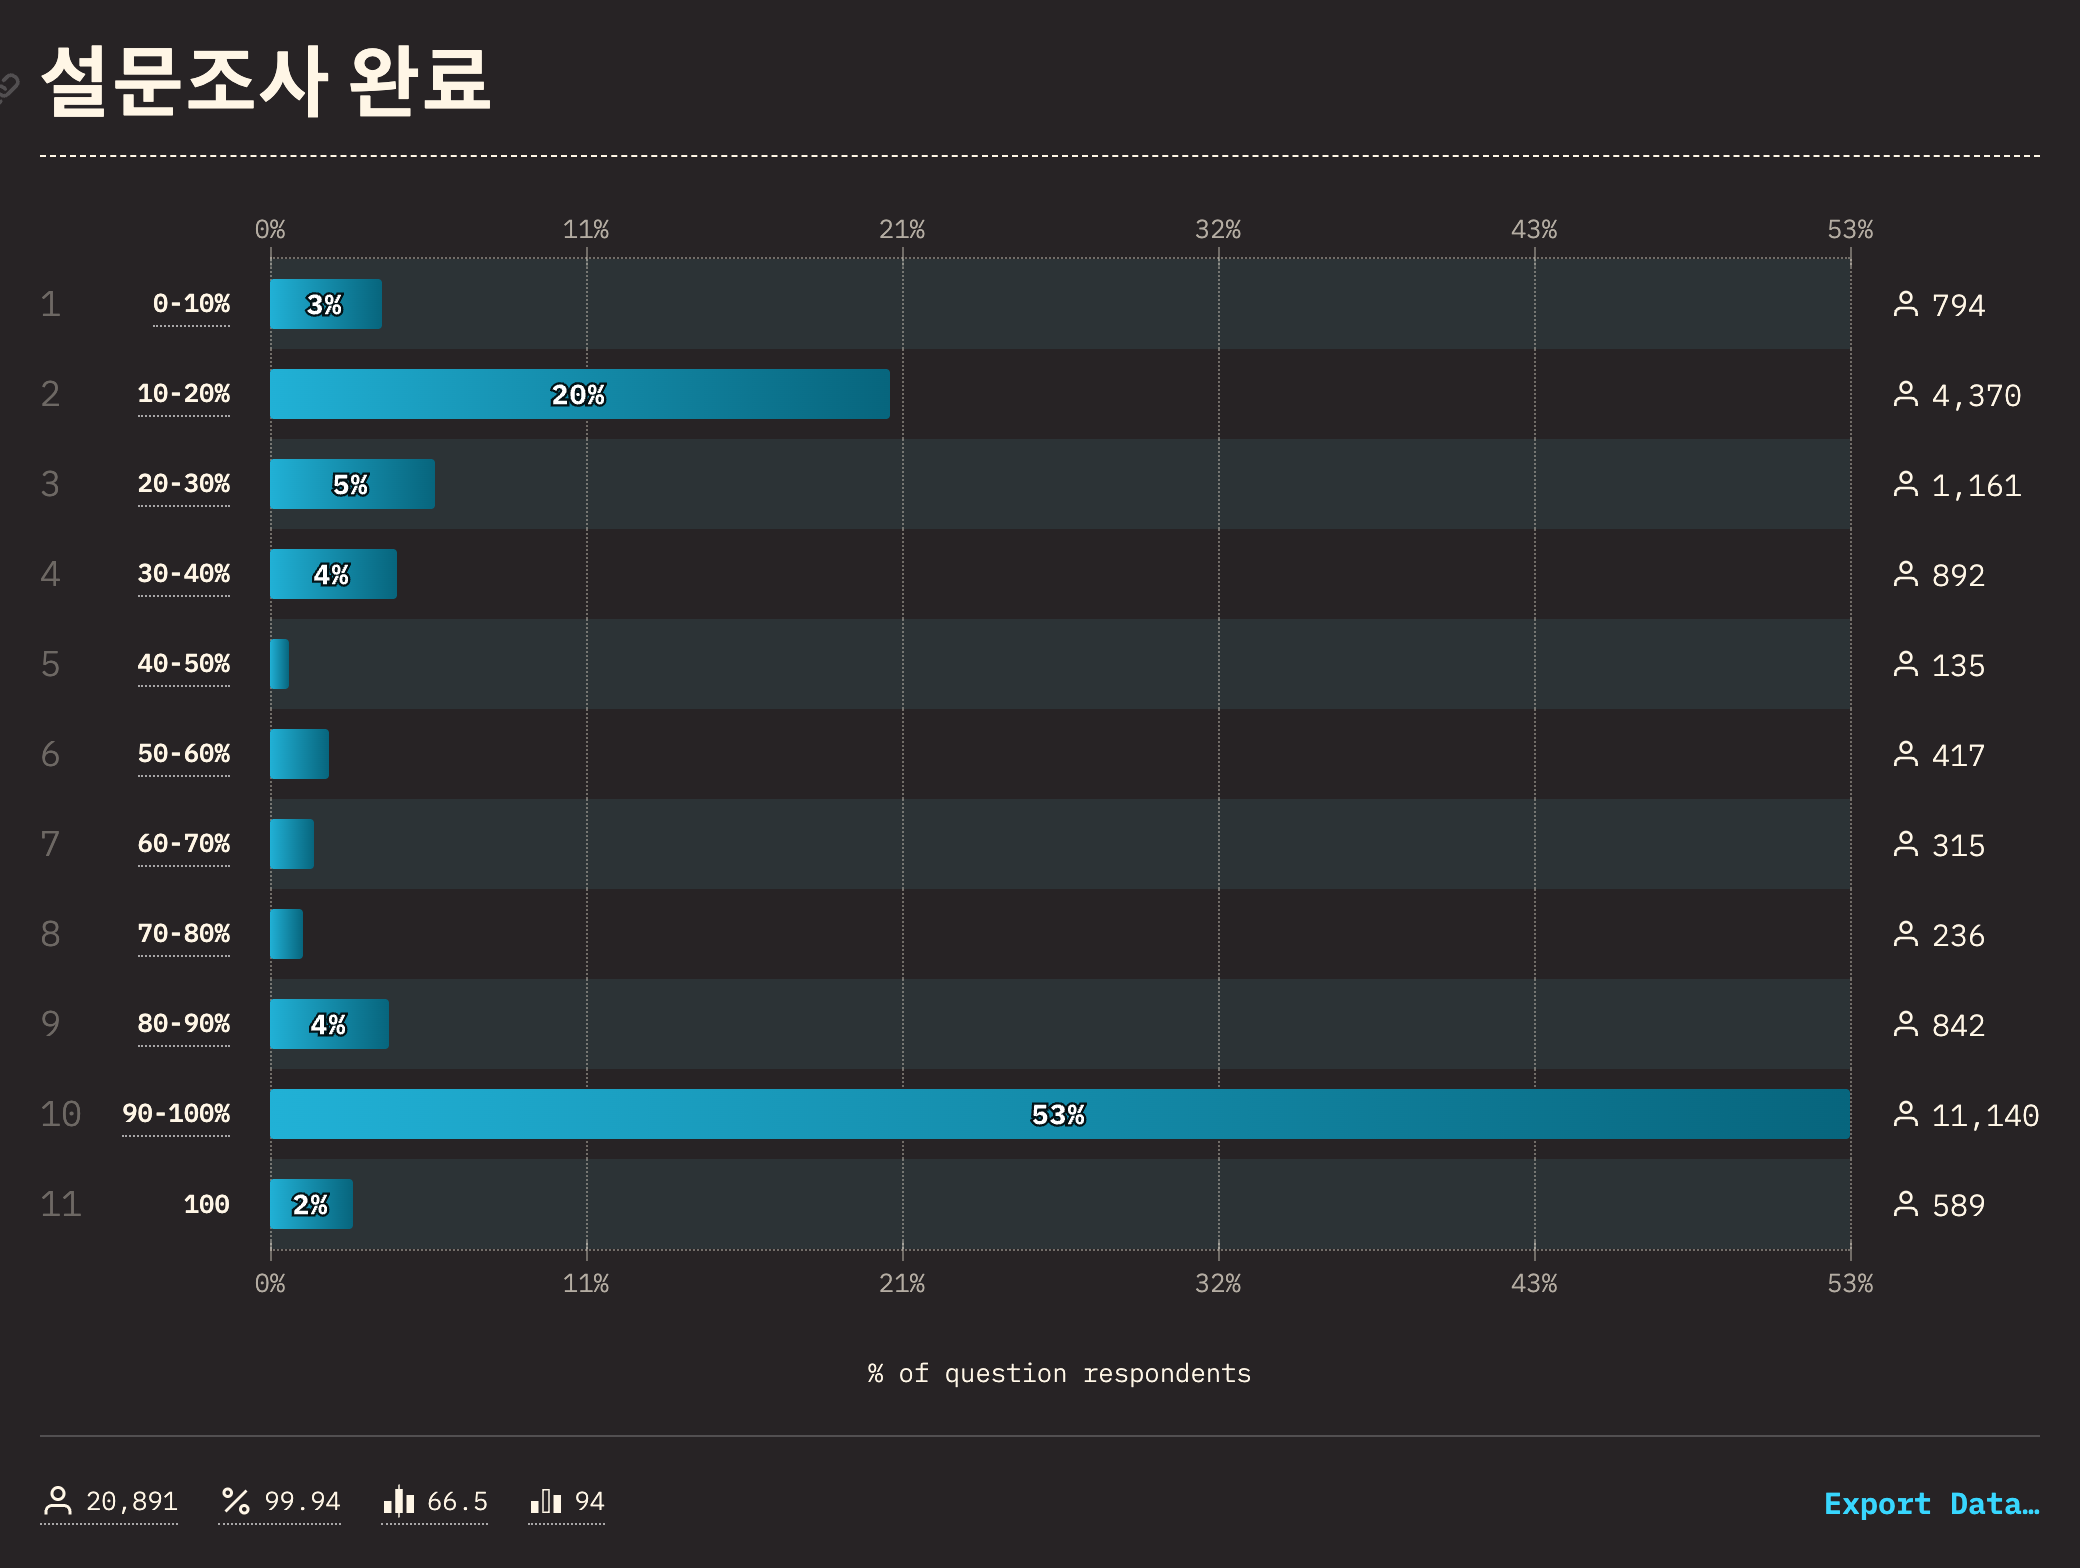 설문조사 완료
0% 11% 21% 32% 43% 53%
1 0-10% 3% 794
2 10-20% 20% 4,370
3 20-30% 5% 1,161
4 30-40% 4% 892
5 40-50% 135
6 50-60% 417
7 60-70% 315
8 70-80% 236
9 80-90% 4% 842
10 90-100% 53% 11,140
11 100 2% 589
0% 11% 21% 32% 43% 53%
% of question respondents
20,891 % 99.94 66.5 94 Export Data…